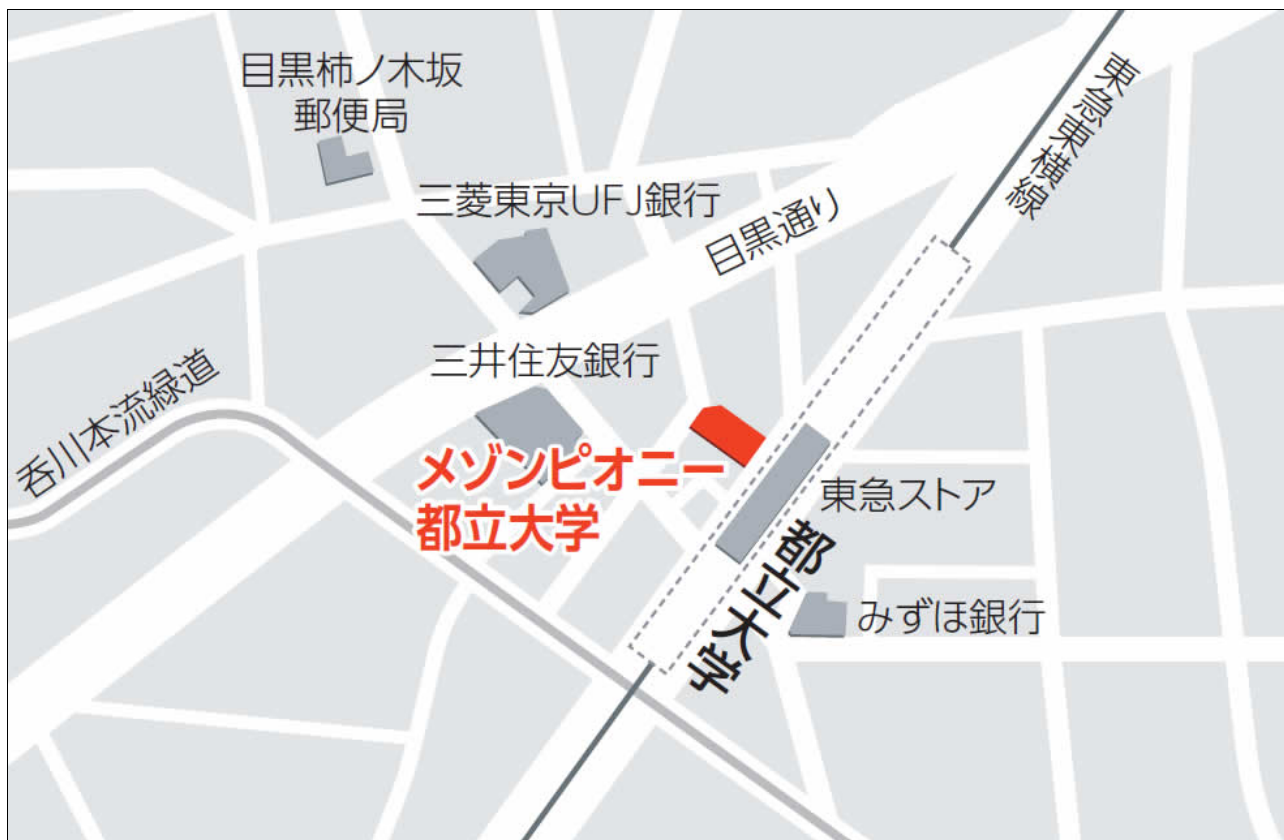 目黒柿ノ木坂
郵便局
東急東横線
三菱東京UFJ銀行
目黒通り
三井住友銀行
呑川本流緑道
メゾンピオニー
都立大学
東急ストア
都立大学
みずほ銀行